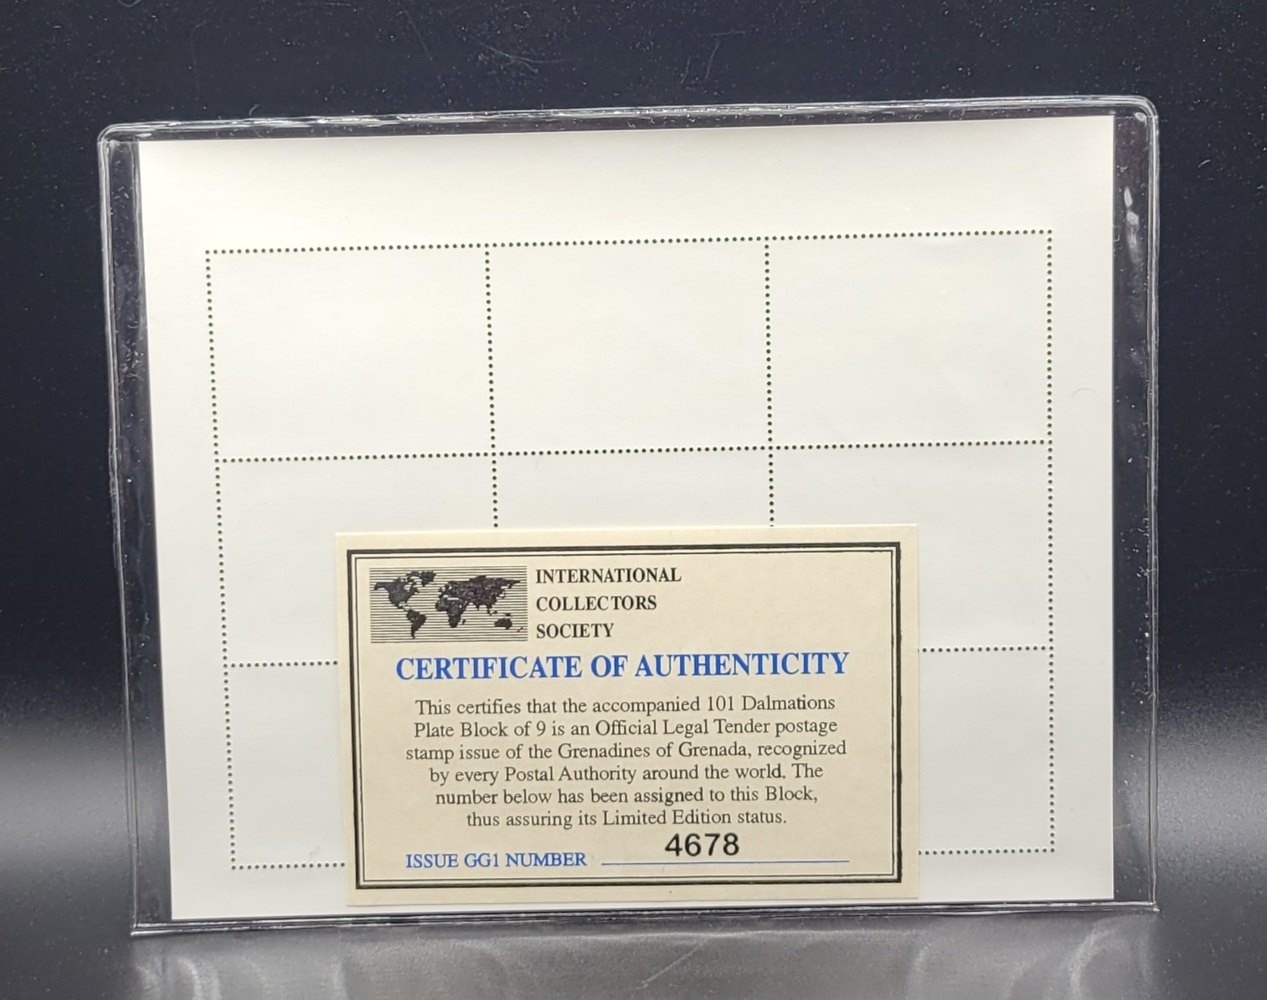 INTERNATIONAL
COLLECTORS
SOCIETY
CERTIFICATE OF AUTHENTICITY
This certifies that the accompanied 101 Dalmations
Plate Block of 9 is an Official Legal Tender postage
stamp issue of the Grenadines of Grenada, recognized
by every Postal Authority around the world. The
number below has been assigned to this Block,
thus assuring its Limited Edition status.
ISSUE GG1 NUMBER 4678